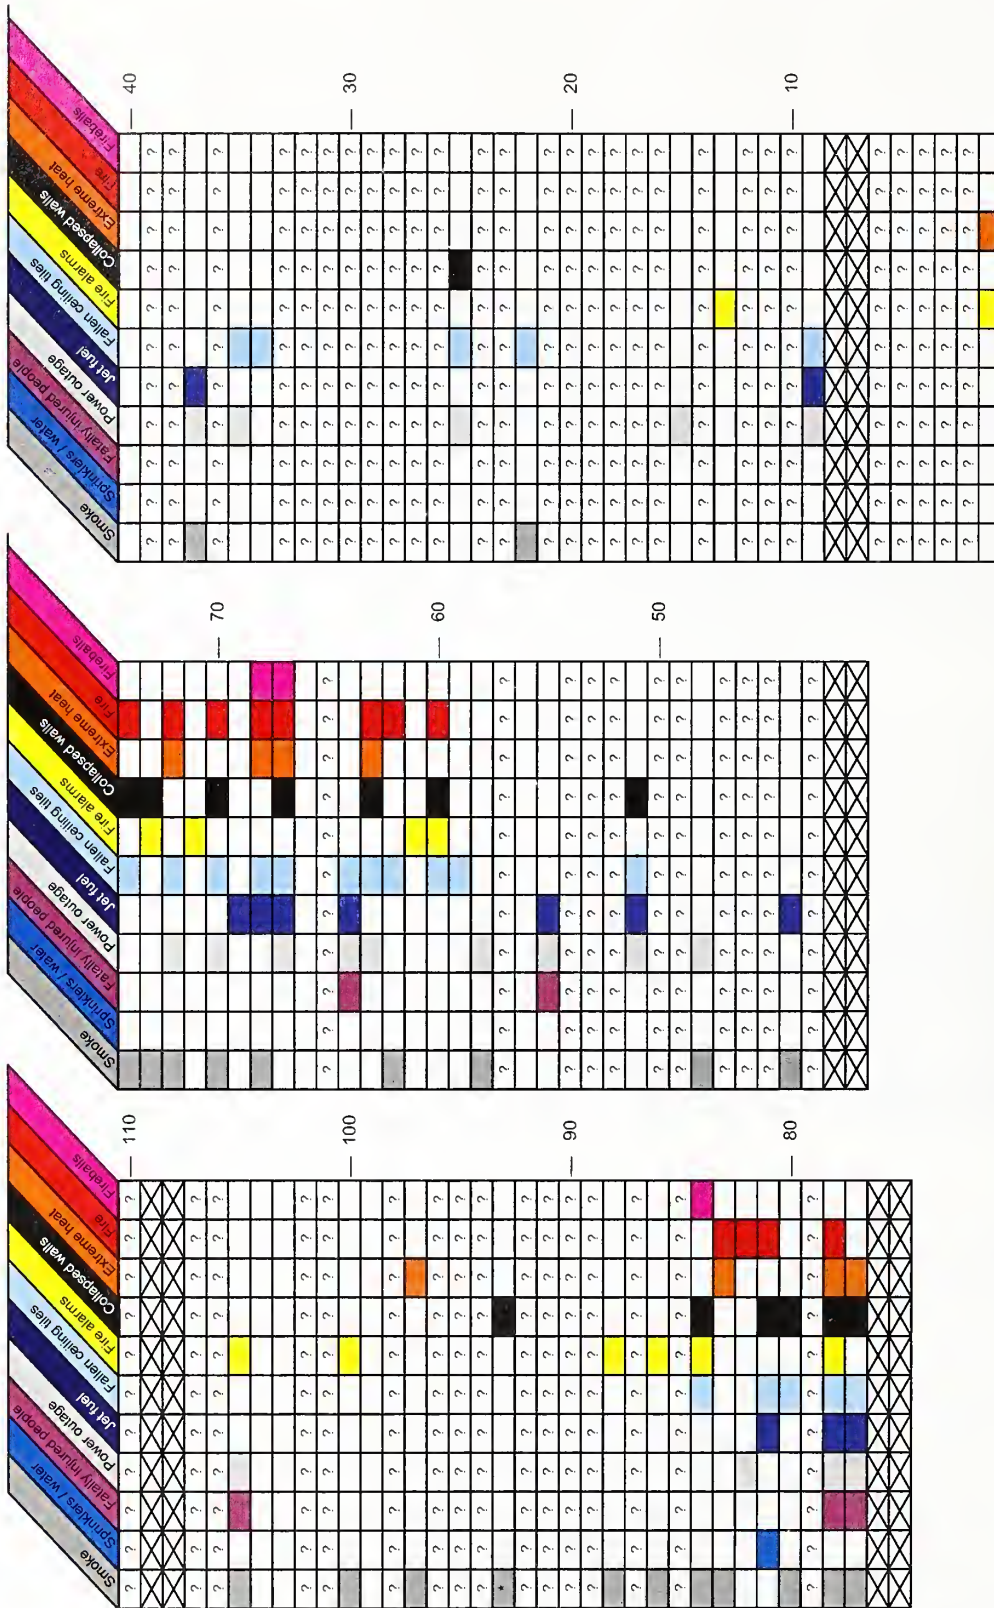 Fireballs
Fire
Extreme heat
Collapsed walls
Fire alarms
Fallen ceiling tiles
Jet fuel
Power outage
Fatally injured people
Sprinklers / water
Smoke
40
30
20
10
Fireballs
Fire
Extreme heat
Collapsed walls
Fire alarms
Fallen ceiling tiles
Jet fuel
Power outage
Fatally injured people
Sprinklers / water
Smoke
70
60
50
Fireballs
Fire
Extreme heat
Collapsed walls
Fire alarms
Fallen ceiling tiles
Jet fuel
Power outage
Fatally injured people
Sprinklers / water
Smoke
110
100
90
80